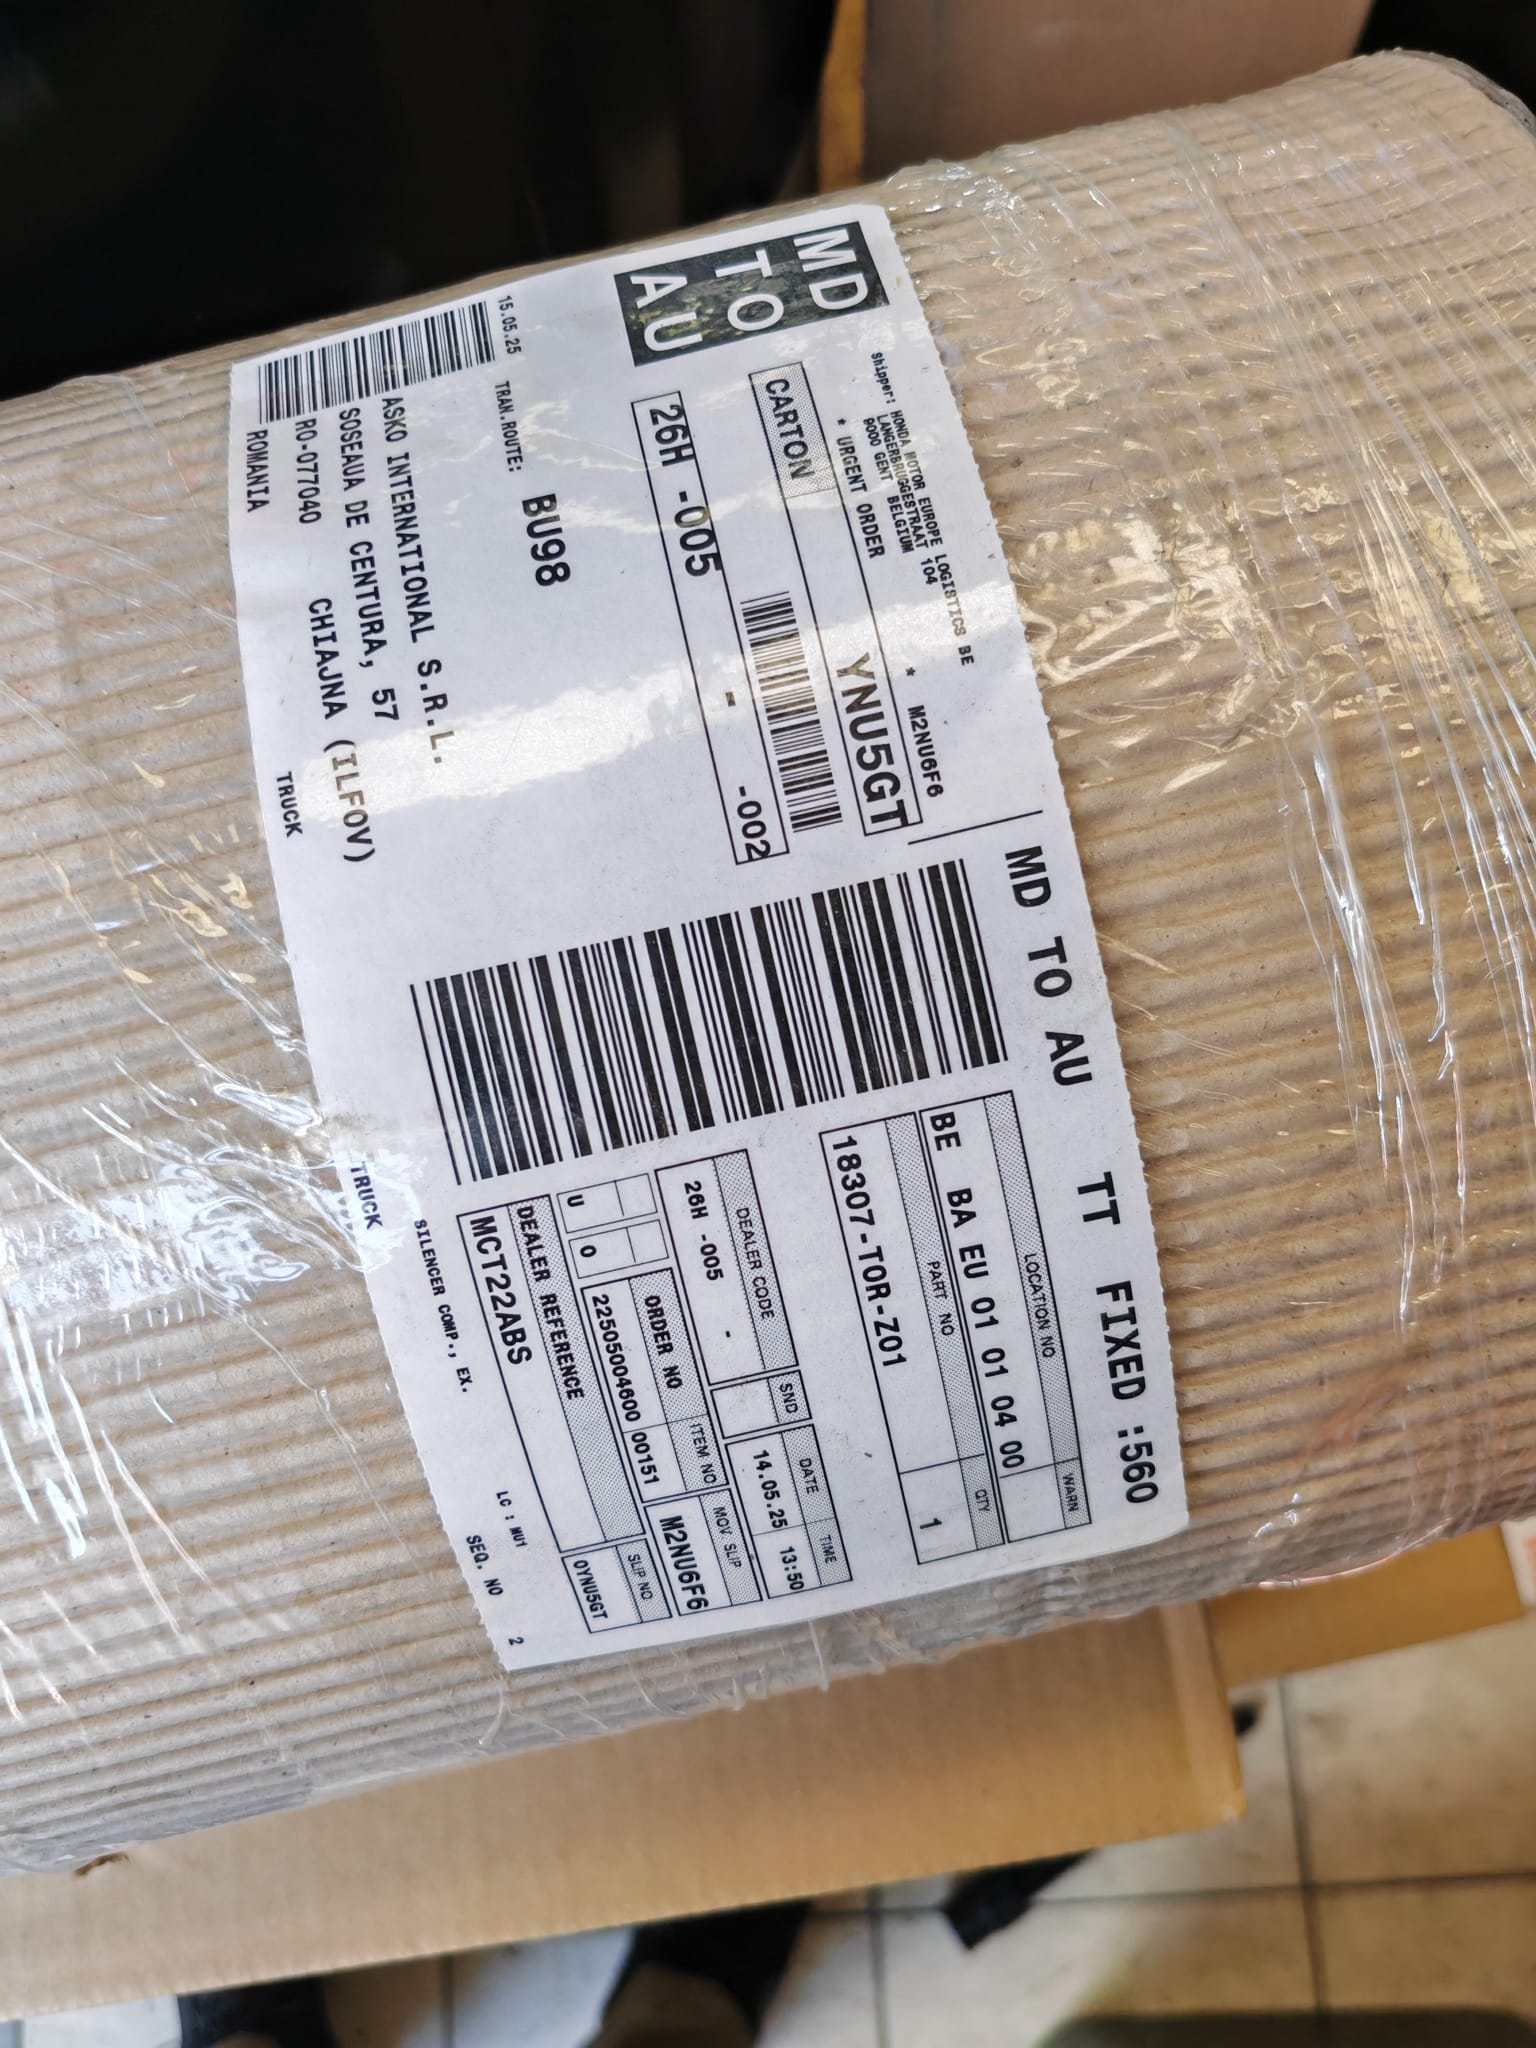 MD
TO
AU
Shipper: HONDA MOTOR EUROPE LOGISTICS BE
LANGERBRUGGESTRAAT 104
9000 GENT BELGIUM
* URGENT ORDER * M2NU6F6
CARTON YNU5GT
26H -005 - -002
15.05.25 TRAN.ROUTE: BU98
ASKO INTERNATIONAL S.R.L.
SOSEAUA DE CENTURA, 57
RO-077040 CHIAJNA (ILFOV)
ROMANIA TRUCK
MD TO AU TT FIXED :560
LOCATION NO WARN
BE BA EU 01 01 04 00
PART NO QTY
18307-T0R-Z01 1
DEALER CODE SND DATE TIME
26H -005 - 14.05.25 13:50
ORDER NO ITEM NO MOV SLIP
U 0 22505004600 00151 M2NU6F6
DEALER REFERENCE SLIP NO
MCT22ABS 0YNU5GT
SILENCER COMP., EX. LC : MU1
TRUCK SEQ. NO 2